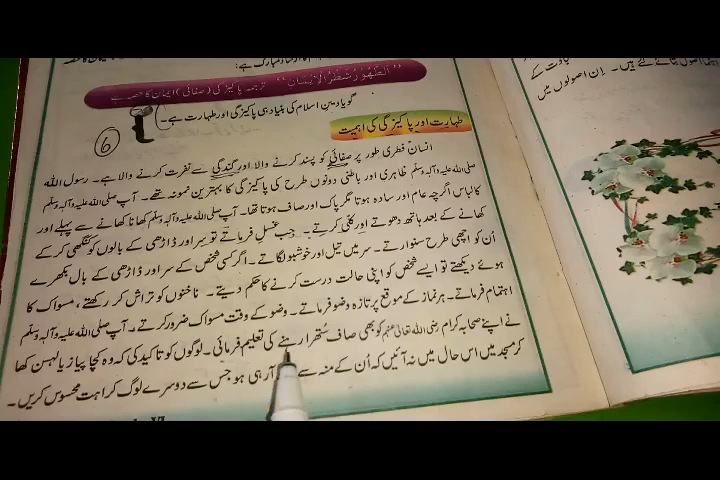 ”اَلطُّهُوْرُ شَطْرُ الْاِيْمَانِ“ ترجمہ: پاکیزگی (صفائی) ایمان کا حصہ ہے
گویا دینِ اسلام کی بنیاد ہی پاکیزگی اور طہارت ہے۔
6
طہارت اور پاکیزگی کی اہمیت
انسان فطری طور پر صفائی کو پسند کرنے والا اور گندگی سے نفرت کرنے والا ہے۔ رسول اللہ
صلی اللہ علیہ وآلہ وسلم ظاہری اور باطنی دونوں طرح کی پاکیزگی کا بہترین نمونہ تھے۔ آپ صلی اللہ علیہ وآلہ وسلم
کا لباس اگرچہ عام اور سادہ ہوتا مگر پاک اور صاف ہوتا تھا۔ آپ صلی اللہ علیہ وآلہ وسلم کھانا کھانے سے پہلے اور
کھانے کے بعد ہاتھ دھوتے اور کلی کرتے۔ جب غسل فرماتے تو سر اور ڈاڑھی کے بالوں کو کنگھی کر کے
اُن کو اچھی طرح سنوارتے۔ سر میں تیل اور خوشبو لگاتے۔ اگر کسی شخص کے سر اور ڈاڑھی کے بال بکھرے
ہوئے دیکھتے تو ایسے شخص کو اپنی حالت درست کرنے کا حکم دیتے۔ ناخنوں کو تراش کر رکھتے، مسواک کا
اہتمام فرماتے۔ ہر نماز کے موقع پر تازہ وضو فرماتے۔ وضو کے وقت مسواک ضرور کرتے۔ آپ صلی اللہ علیہ وآلہ وسلم
نے اپنے صحابہ کرام رضی اللہ تعالیٰ عنہم کو بھی صاف ستھرا رہنے کی تعلیم فرمائی۔ لوگوں کو تاکید کی کہ وہ کچا پیاز یا لہسن کھا
کر مسجد میں اس حال میں نہ آئیں کہ اُن کے منہ سے آ رہی ہو جس سے دوسرے لوگ کراہت محسوس کریں۔
اصول بتائے گئے ہیں۔ اِن اصولوں میں